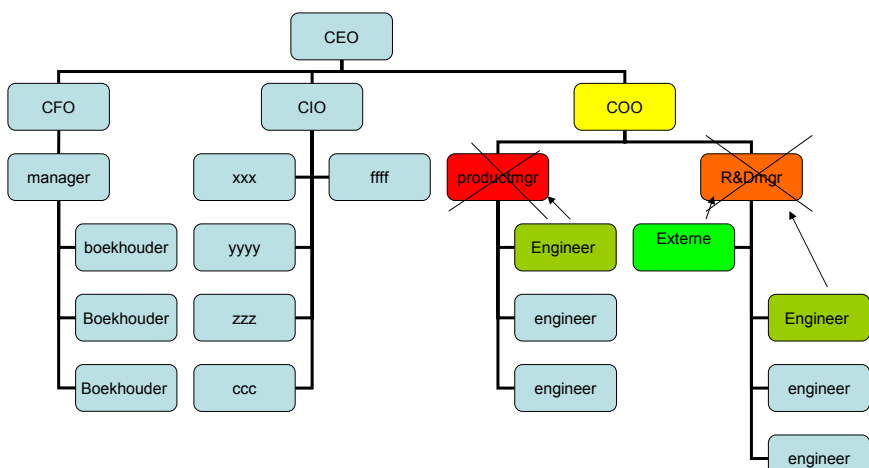 CEO
CFO
CIO
COO
manager
xxx
ffff
productmgr
R&Dmgr
boekhouder
yyyy
Engineer
Externe
Boekhouder
zzz
engineer
Engineer
Boekhouder
ccc
engineer
engineer
engineer